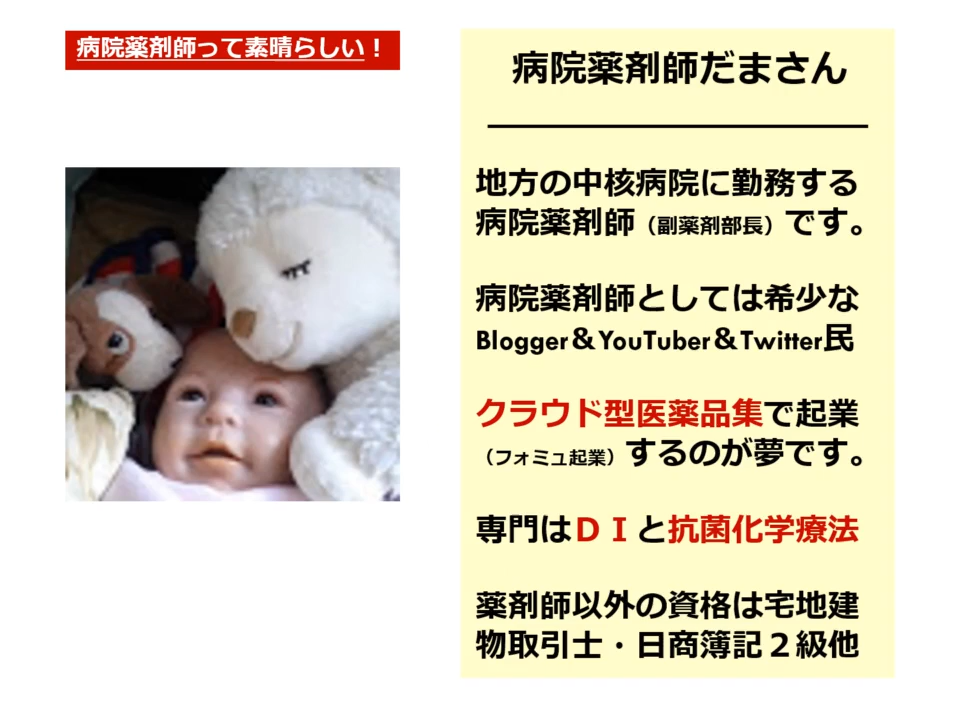 病院薬剤師って素晴らしい！
病院薬剤師だまさん
地方の中核病院に勤務する
病院薬剤師（副薬剤部長）です。
病院薬剤師としては希少な
Blogger＆YouTuber＆Twitter民
クラウド型医薬品集で起業
（フォミュ起業）するのが夢です。
専門はＤＩと抗菌化学療法
薬剤師以外の資格は宅地建
物取引士・日商簿記２級他